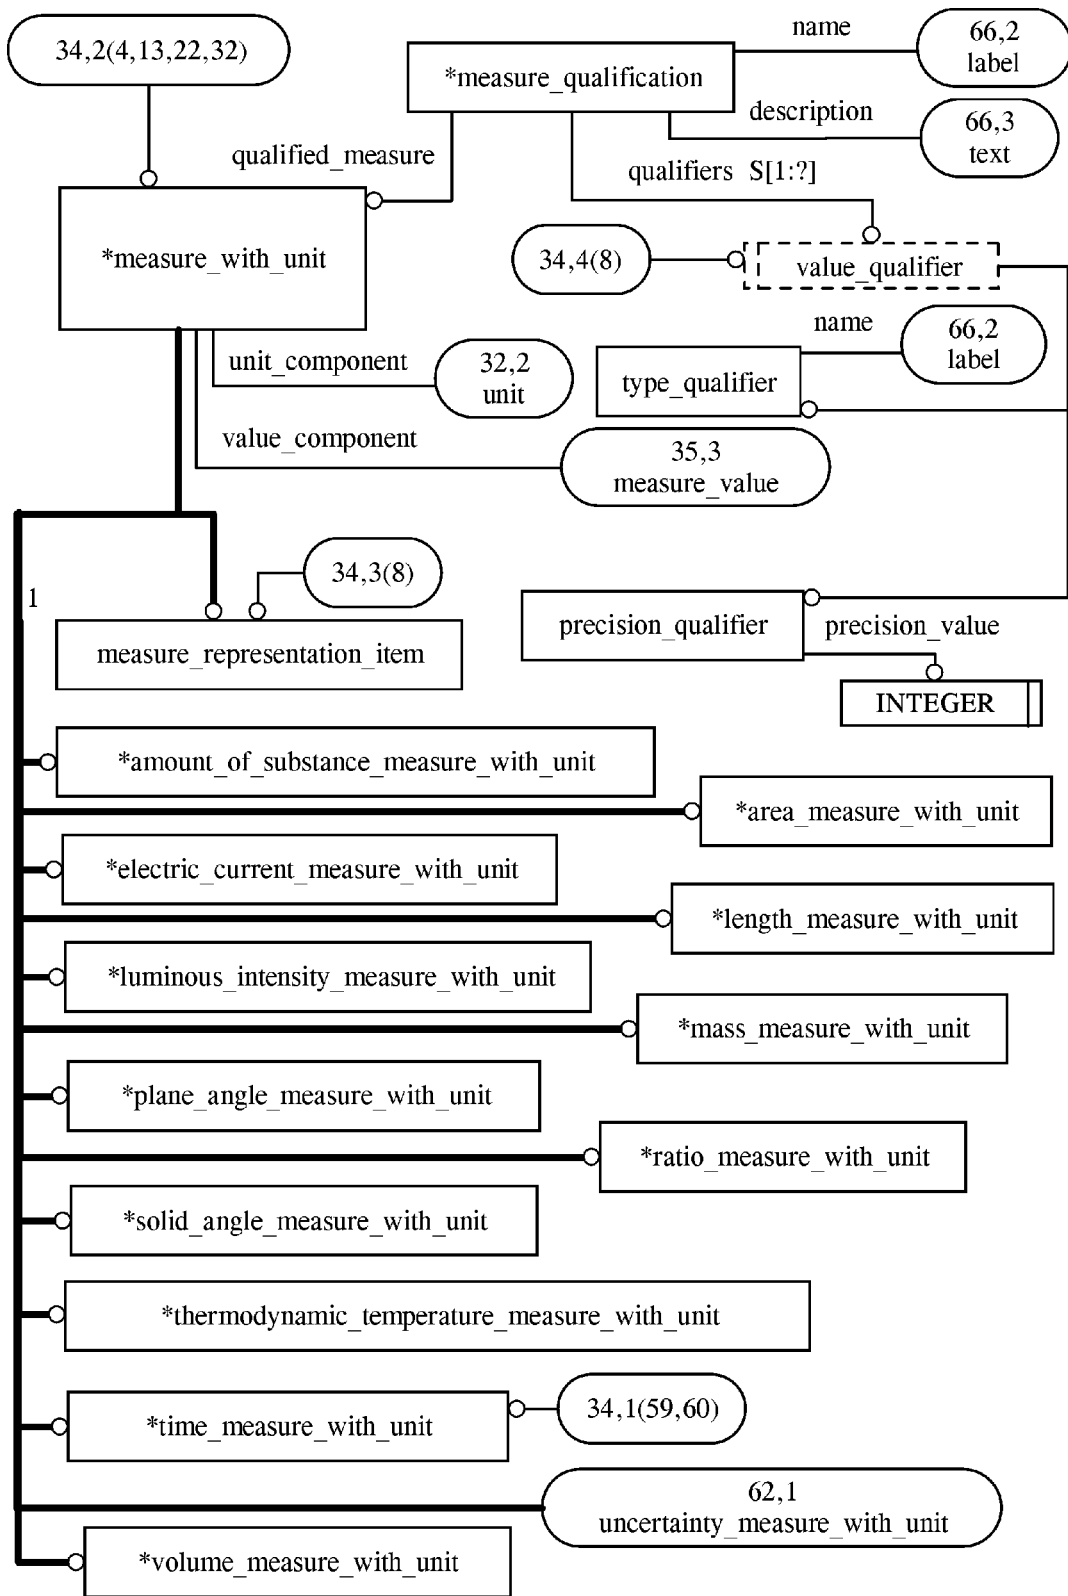 name
66,2
label
34,2(4,13,22,32)
*measure_qualification
description
66,3
text
qualified_measure
qualifiers S[1:?]
*measure_with_unit
34,4(8)
value_qualifier
name
66,2
label
unit_component
32,2
unit
type_qualifier
value_component
35,3
measure_value
34,3(8)
1
measure_representation_item
precision_qualifier
precision_value
INTEGER
*amount_of_substance_measure_with_unit
*area_measure_with_unit
*electric_current_measure_with_unit
*length_measure_with_unit
*luminous_intensity_measure_with_unit
*mass_measure_with_unit
*plane_angle_measure_with_unit
*ratio_measure_with_unit
*solid_angle_measure_with_unit
*thermodynamic_temperature_measure_with_unit
*time_measure_with_unit
34,1(59,60)
62,1
uncertainty_measure_with_unit
*volume_measure_with_unit